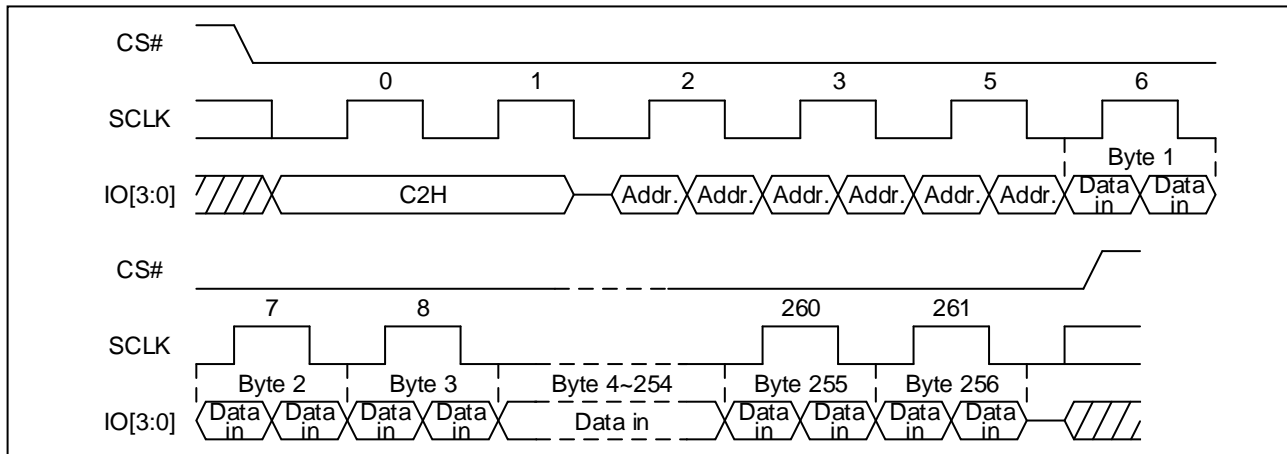 CS#
0 1 2 3 5 6
SCLK
Byte 1
IO[3:0] C2H Addr. Addr. Addr. Addr. Addr. Addr. Data in Data in
CS#
7 8 260 261
SCLK
Byte 2 Byte 3 Byte 4~254 Byte 255 Byte 256
IO[3:0] Data in Data in Data in Data in Data in Data in Data in Data in Data in